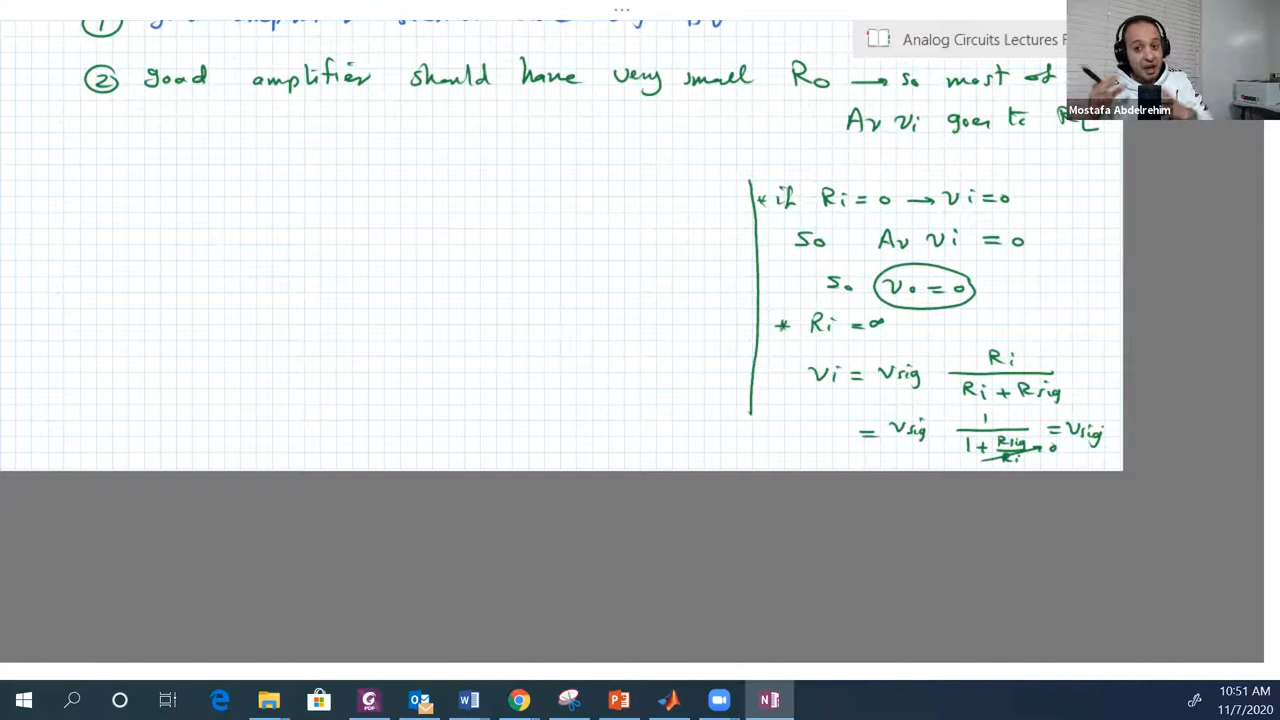 Analog Circuits Lectures F
Mostafa Abdelrehim
② good amplifier should have very small Ro → so most of
Av vi goes to RL
* if Ri = 0 → vi = 0
So Av vi = 0
So vo = 0
* Ri = ∞
vi = vsig Ri / (Ri + Rsig)
= vsig 1 / (1 + Rsig/Ri → 0) = vsig
10:51 AM
11/7/2020